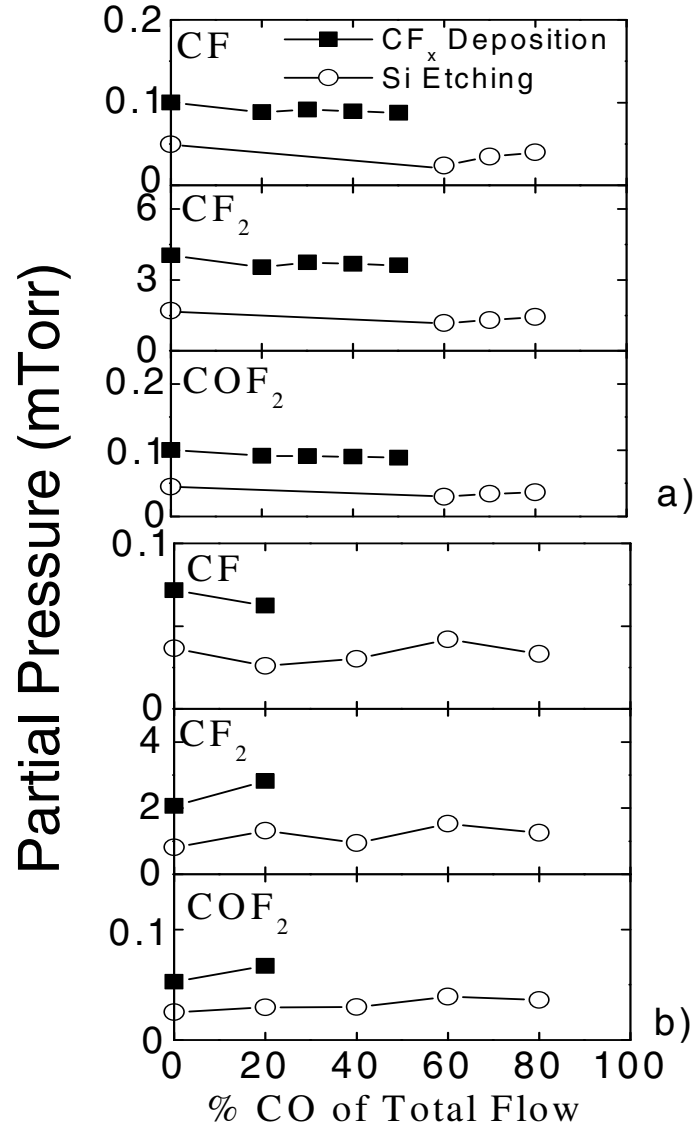 0.2
CF
CFx Deposition
Si Etching
0.1
0
6
CF2
3
0
0.2
COF2
0.1
0
a)
0.1
CF
0
4
CF2
2
0
COF2
0.1
0
b)
0 20 40 60 80 100
% CO of Total Flow
Partial Pressure (mTorr)